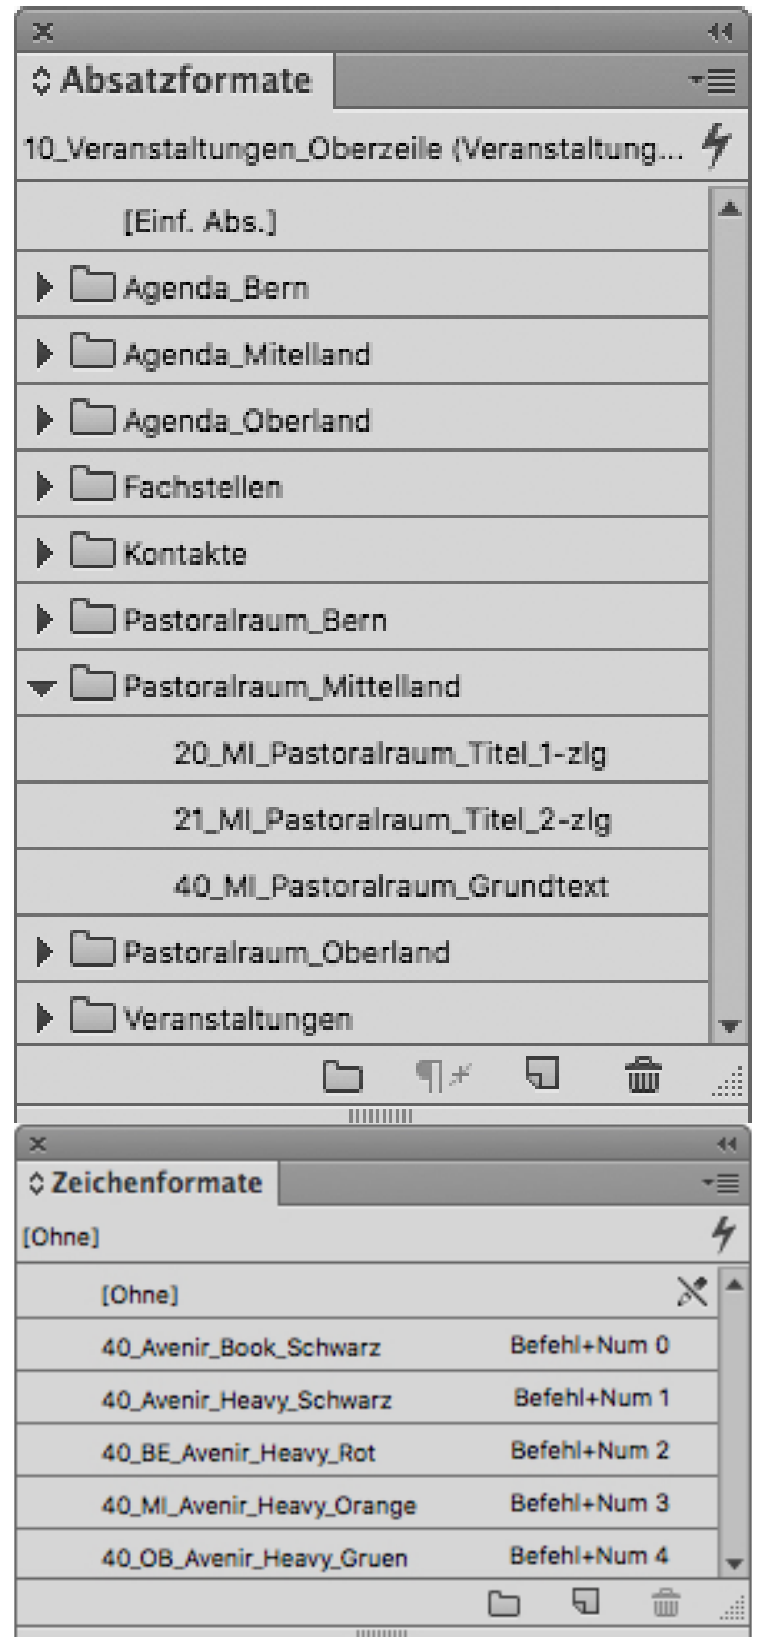 Absatzformate
10_Veranstaltungen_Oberzeile (Veranstaltung...
[Einf. Abs.]
Agenda_Bern
Agenda_Mitelland
Agenda_Oberland
Fachstellen
Kontakte
Pastoralraum_Bern
Pastoralraum_Mittelland
20_MI_Pastoralraum_Titel_1-zlg
21_MI_Pastoralraum_Titel_2-zlg
40_MI_Pastoralraum_Grundtext
Pastoralraum_Oberland
Veranstaltungen
Zeichenformate
[Ohne]
[Ohne]
40_Avenir_Book_Schwarz Befehl+Num 0
40_Avenir_Heavy_Schwarz Befehl+Num 1
40_BE_Avenir_Heavy_Rot Befehl+Num 2
40_MI_Avenir_Heavy_Orange Befehl+Num 3
40_OB_Avenir_Heavy_Gruen Befehl+Num 4